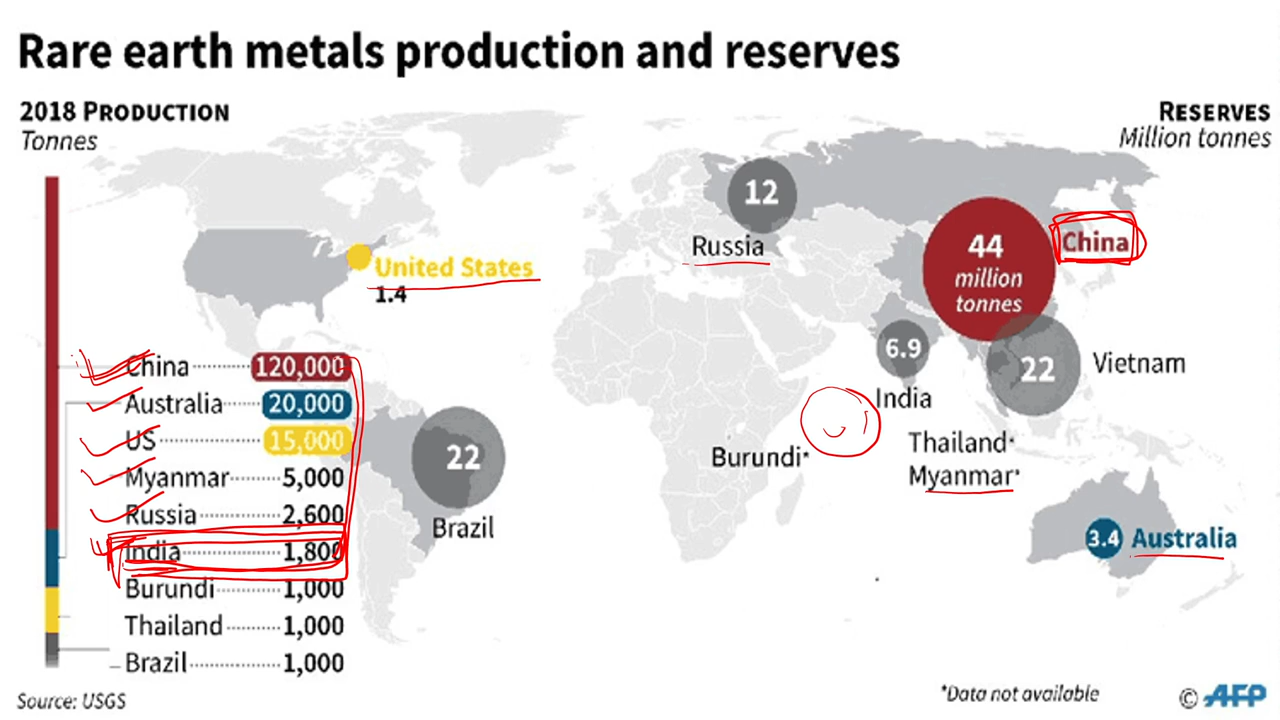 Rare earth metals production and reserves
2018 PRODUCTION
Tonnes
RESERVES
Million tonnes
12
Russia
44
million
tonnes
China
United States
1.4
6.9
India
22
Vietnam
China 120,000
Australia 20,000
US 15,000
Myanmar 5,000
Russia 2,600
India 1,800
Burundi 1,000
Thailand 1,000
Brazil 1,000
22
Brazil
Burundi*
Thailand*
Myanmar*
3.4
Australia
Source: USGS
*Data not available
© AFP